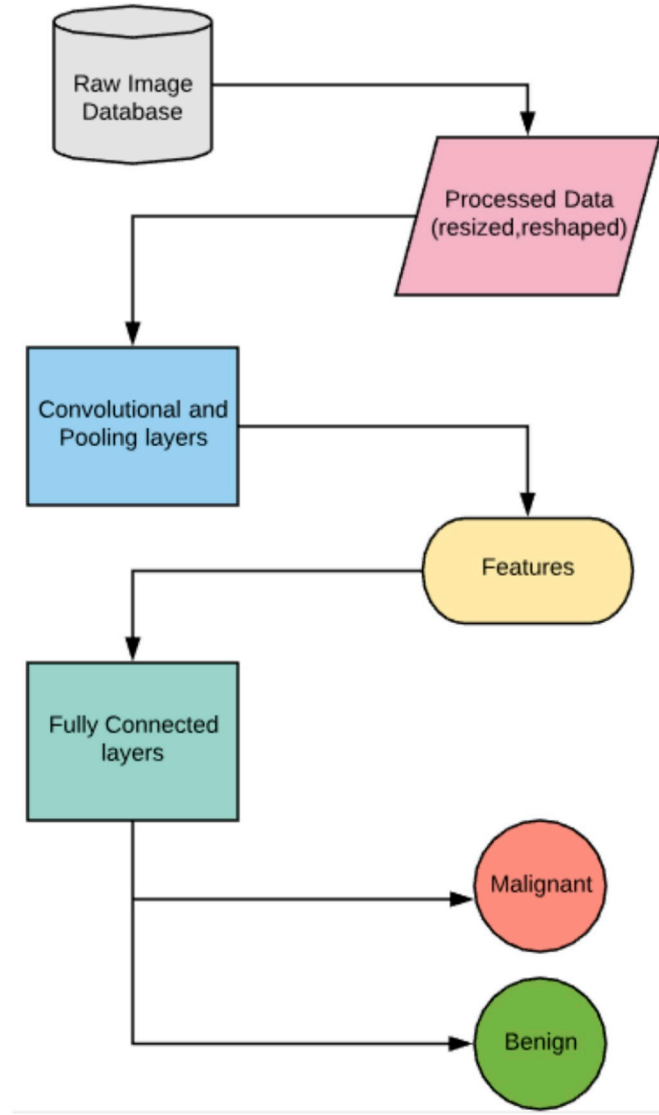 Raw Image
Database
Processed Data
(resized,reshaped)
Convolutional and
Pooling layers
Features
Fully Connected
layers
Malignant
Benign